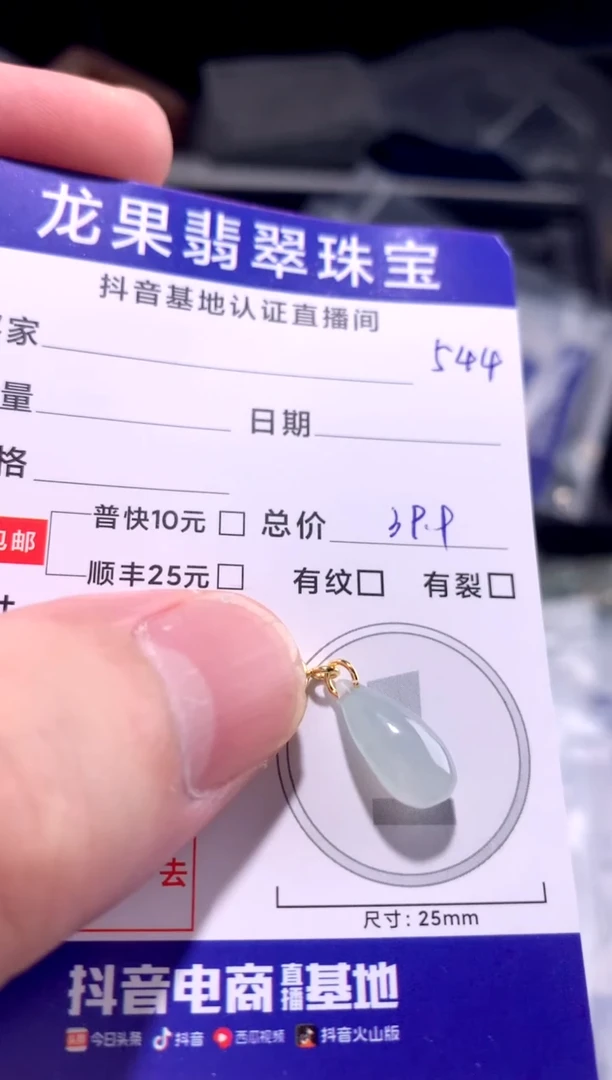 龙果翡翠珠宝
抖音基地认证直播间
家
544
量
日期
格
普快10元 总价 39.9
包邮
顺丰25元 有纹 有裂
去
尺寸: 25mm
抖音电商直播基地
今日头条 抖音 西瓜视频 抖音火山版